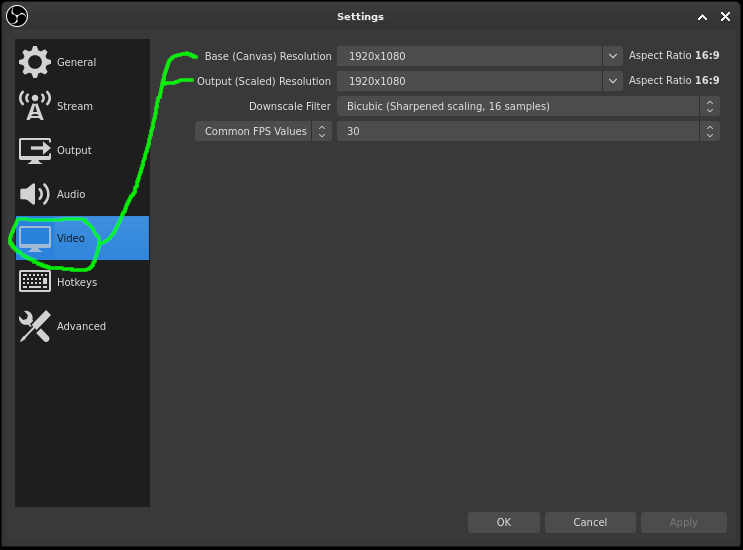 Settings
General
Stream
Output
Audio
Video
Hotkeys
Advanced
Base (Canvas) Resolution 1920x1080 Aspect Ratio 16:9
Output (Scaled) Resolution 1920x1080 Aspect Ratio 16:9
Downscale Filter Bicubic (Sharpened scaling, 16 samples)
Common FPS Values 30
OK Cancel Apply